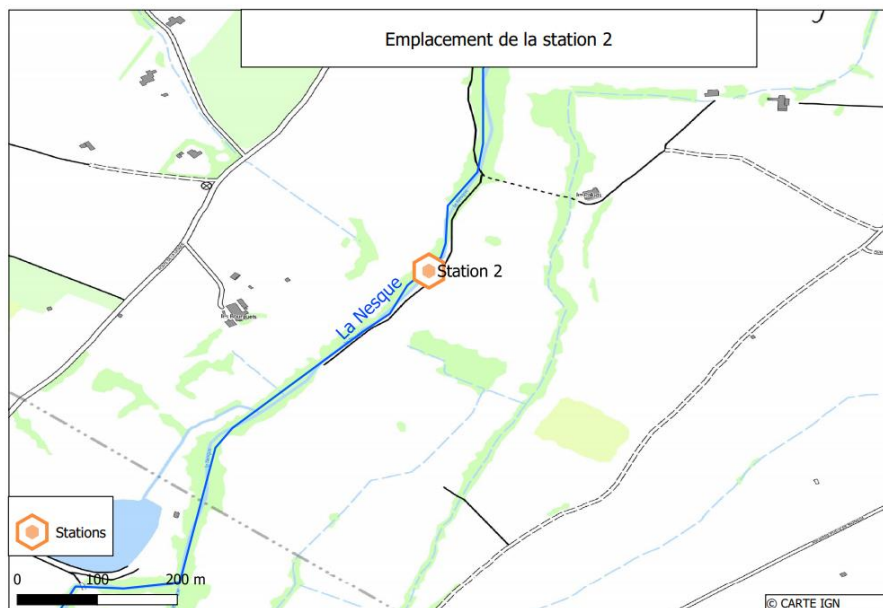 Emplacement de la station 2
Station 2
La Nesque
Stations
0 100 200 m
© CARTE IGN